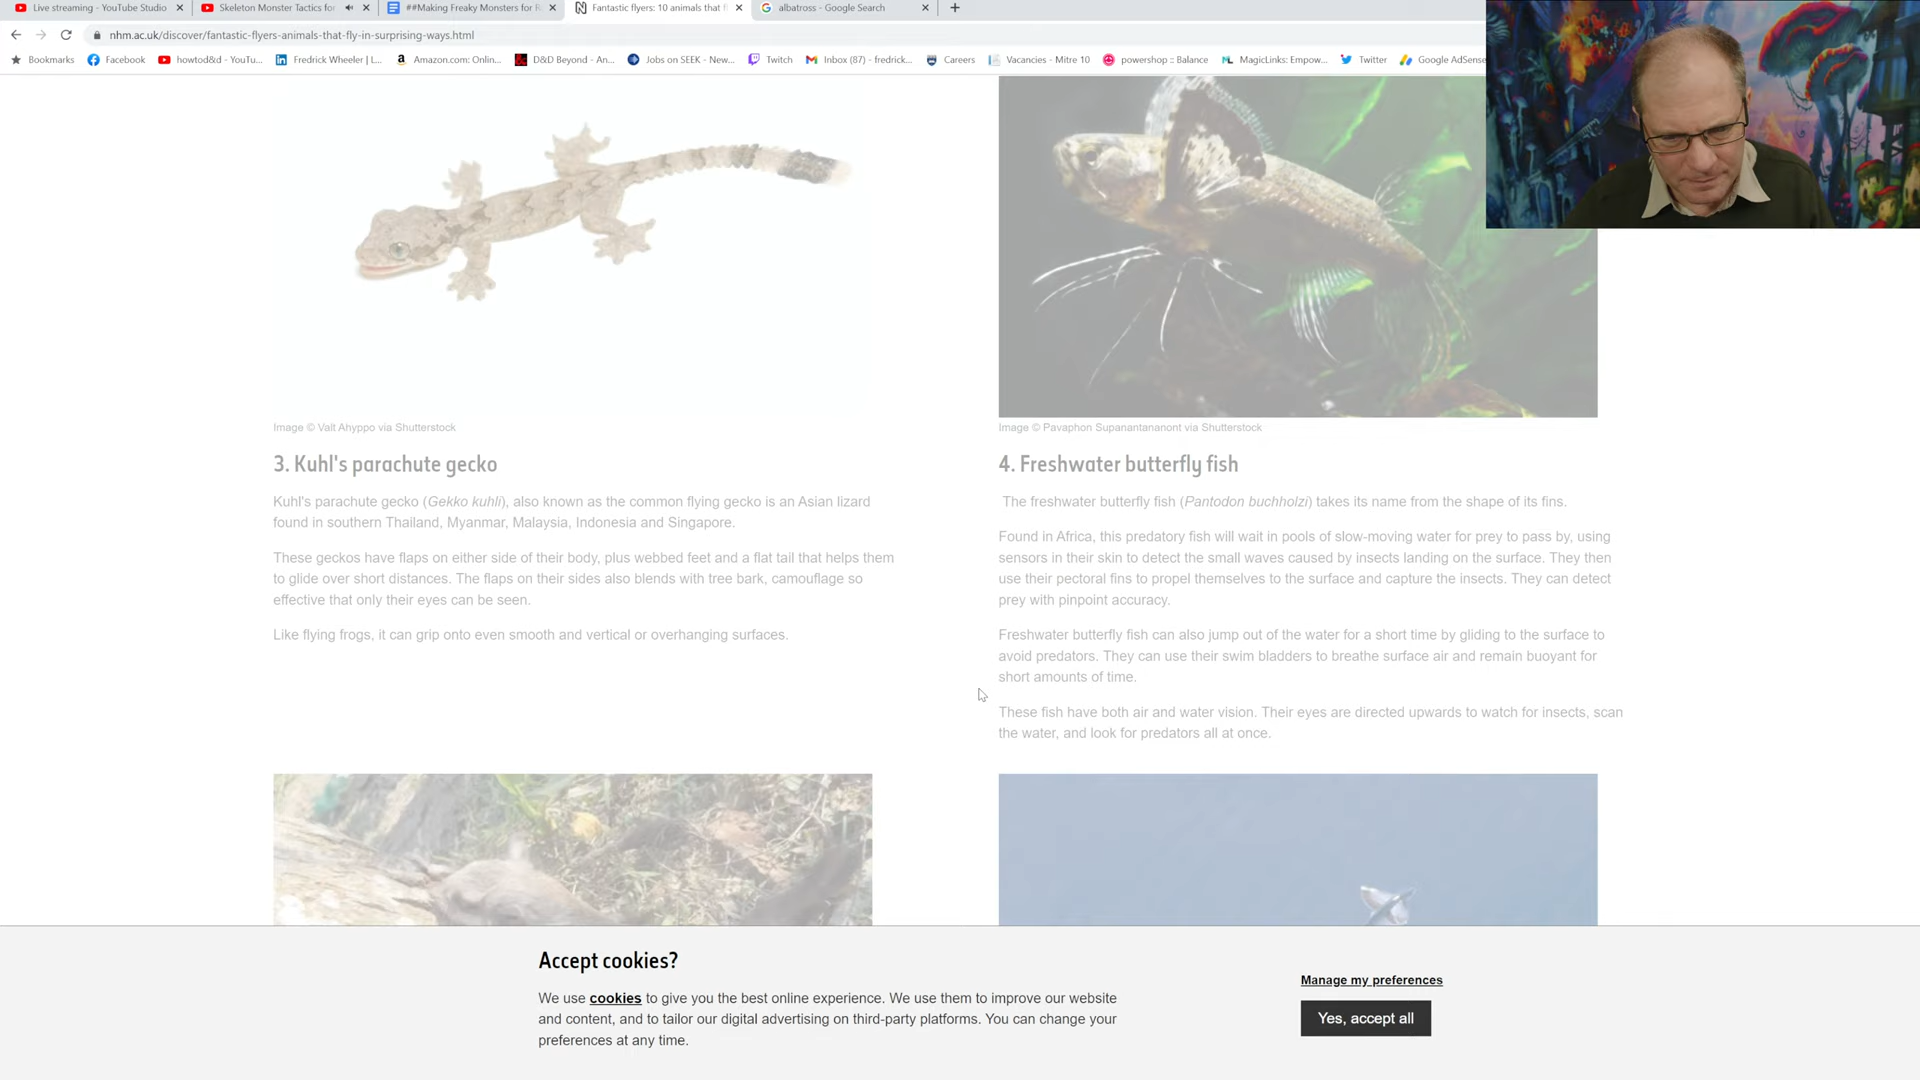 Live streaming - YouTube Studio
Skeleton Monster Tactics for
##Making Freaky Monsters for R
Fantastic flyers: 10 animals that f
albatross - Google Search
nhm.ac.uk/discover/fantastic-flyers-animals-that-fly-in-surprising-ways.html
Bookmarks
Facebook
howtod&d - YouTu...
Fredrick Wheeler | L...
Amazon.com: Onlin...
D&D Beyond - An...
Jobs on SEEK - New...
Twitch
Inbox (87) - fredrick...
Careers
Vacancies - Mitre 10
powershop :: Balance
MagicLinks: Empow...
Twitter
Google AdSense
Image © Valt Ahyppo via Shutterstock
3. Kuhl's parachute gecko
Kuhl's parachute gecko (Gekko kuhli), also known as the common flying gecko is an Asian lizard
found in southern Thailand, Myanmar, Malaysia, Indonesia and Singapore.
These geckos have flaps on either side of their body, plus webbed feet and a flat tail that helps them
to glide over short distances. The flaps on their sides also blends with tree bark, camouflage so
effective that only their eyes can be seen.
Like flying frogs, it can grip onto even smooth and vertical or overhanging surfaces.
Image © Pavaphon Supanantananont via Shutterstock
4. Freshwater butterfly fish
The freshwater butterfly fish (Pantodon buchholzi) takes its name from the shape of its fins.
Found in Africa, this predatory fish will wait in pools of slow-moving water for prey to pass by, using
sensors in their skin to detect the small waves caused by insects landing on the surface. They then
use their pectoral fins to propel themselves to the surface and capture the insects. They can detect
prey with pinpoint accuracy.
Freshwater butterfly fish can also jump out of the water for a short time by gliding to the surface to
avoid predators. They can use their swim bladders to breathe surface air and remain buoyant for
short amounts of time.
These fish have both air and water vision. Their eyes are directed upwards to watch for insects, scan
the water, and look for predators all at once.
Accept cookies?
We use cookies to give you the best online experience. We use them to improve our website
and content, and to tailor our digital advertising on third-party platforms. You can change your
preferences at any time.
Manage my preferences
Yes, accept all